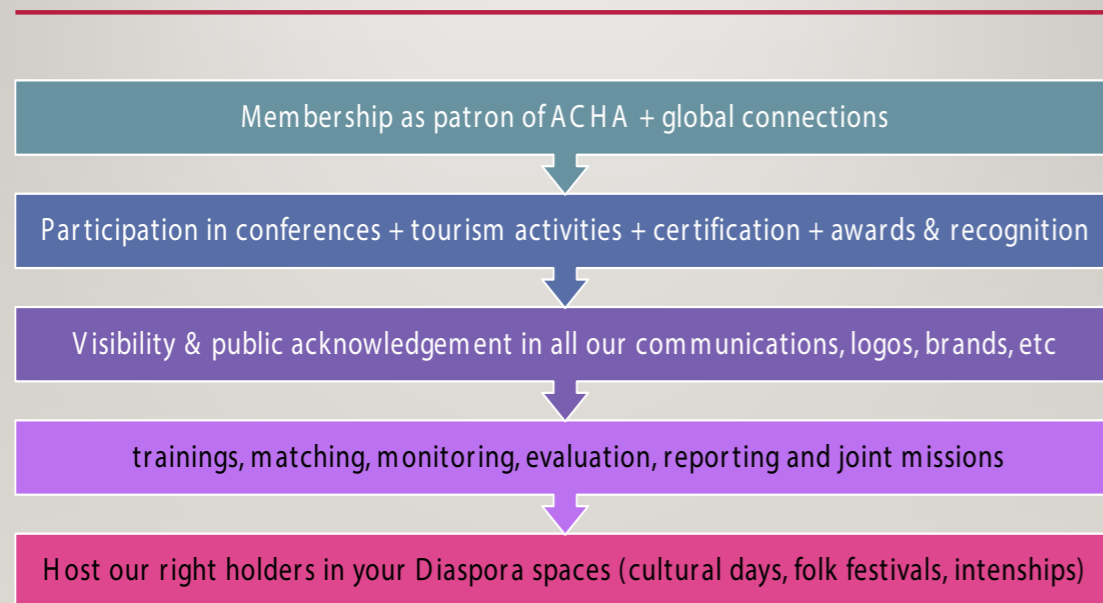 Membership as patron of ACHA + global connections
Participation in conferences + tourism activities + certification + awards & recognition
Visibility & public acknowledgement in all our communications, logos, brands, etc
trainings, matching, monitoring, evaluation, reporting and joint missions
Host our right holders in your Diaspora spaces (cultural days, folk festivals, intenships)